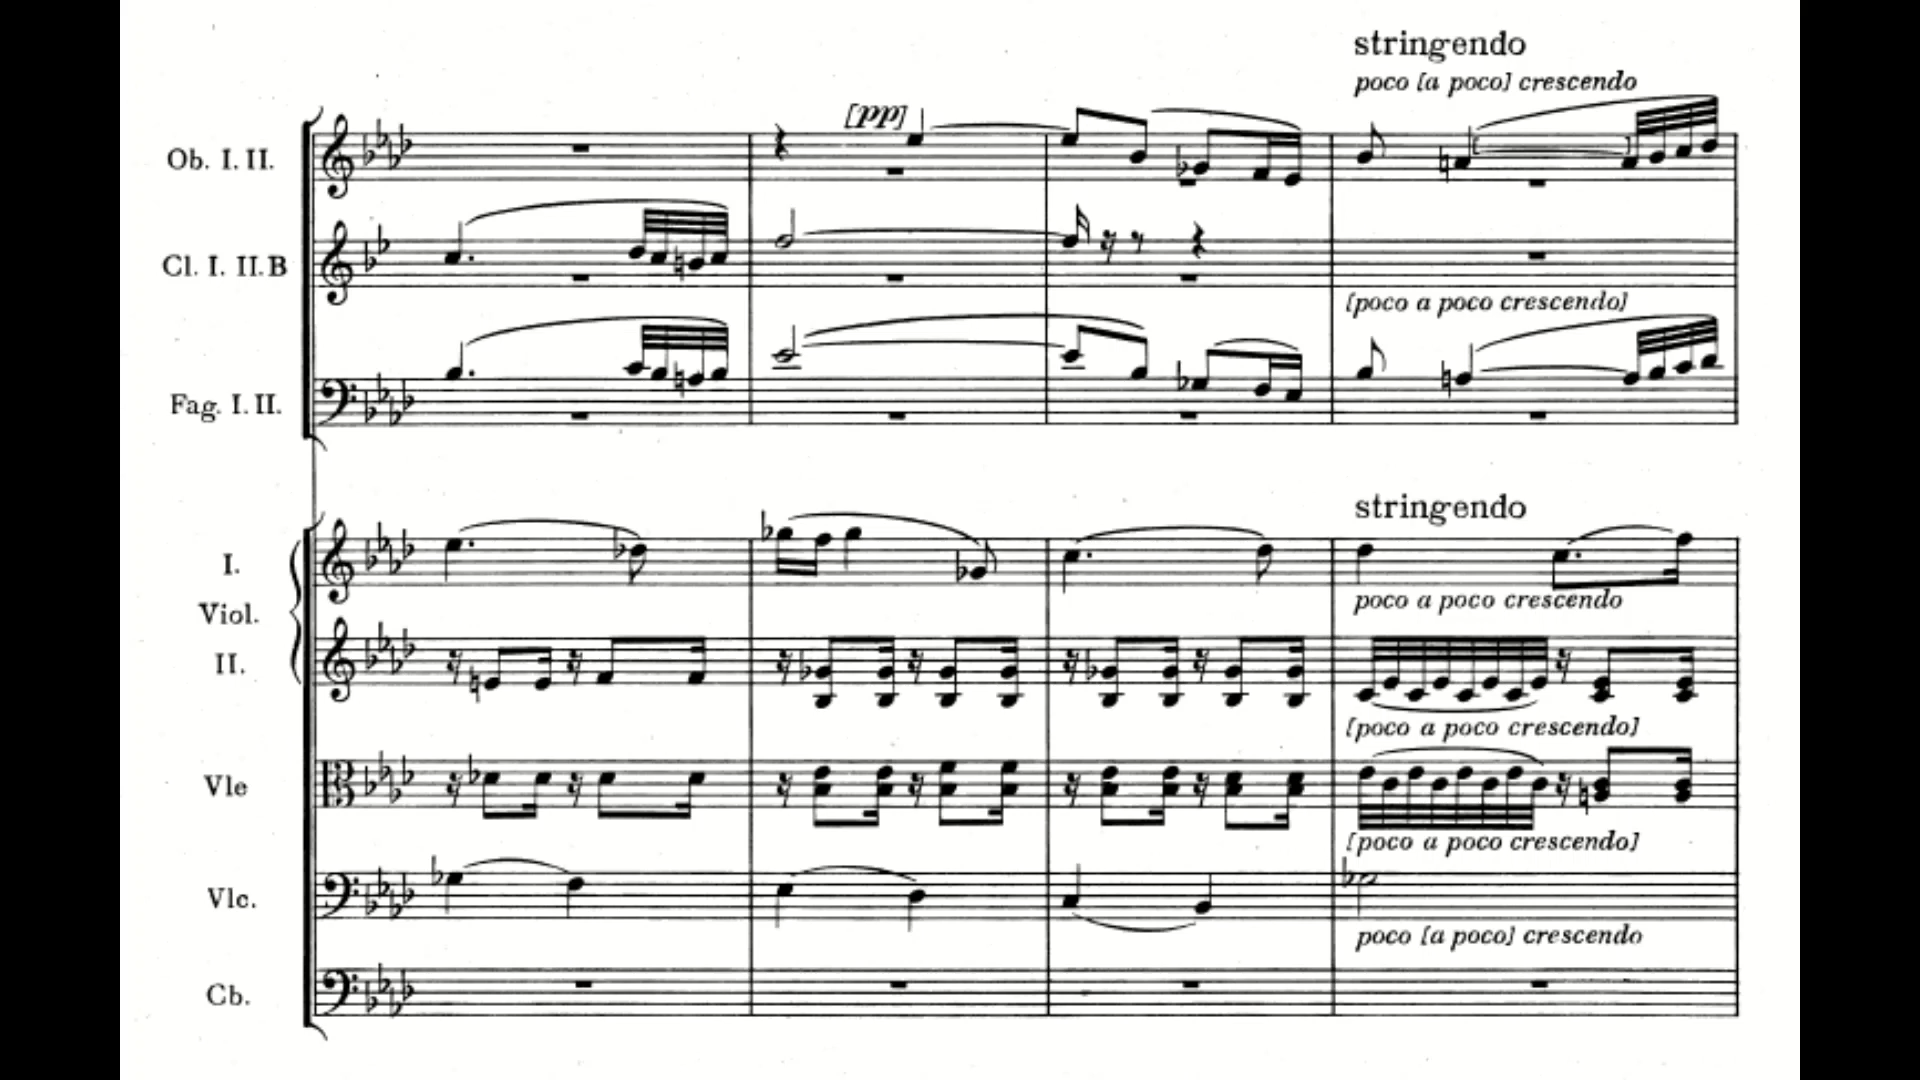 stringendo
poco [a poco] crescendo
[pp]
Ob. I. II.
Cl. I. II. B
[poco a poco crescendo]
Fag. I. II.
stringendo
I.
Viol.
poco a poco crescendo
II.
[poco a poco crescendo]
Vle
[poco a poco crescendo]
Vlc.
poco [a poco] crescendo
Cb.